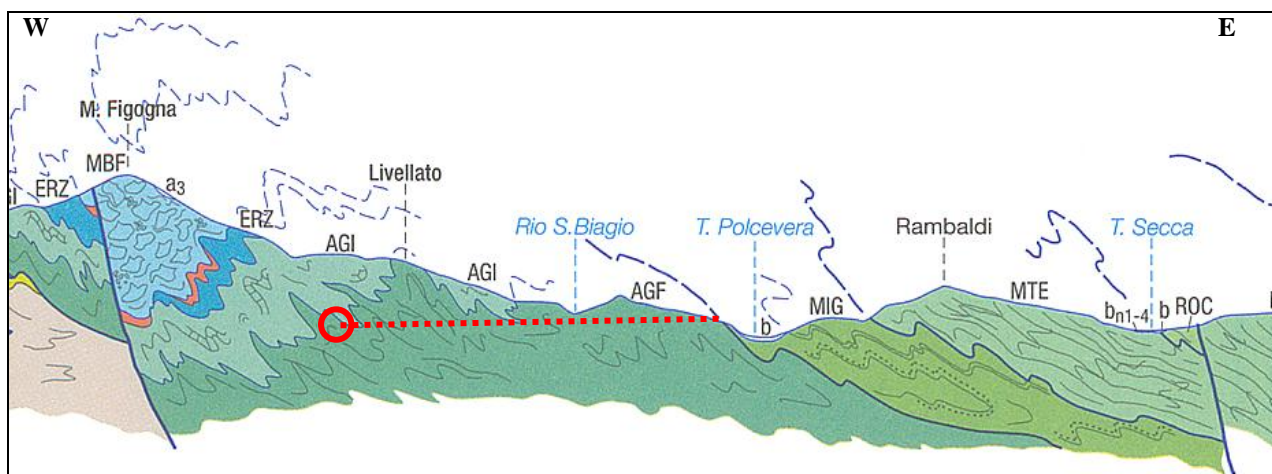 W E
M. Figogna
MBF
a3
ERZ
GI
ERZ
Livellato
AGI
AGI
Rio S.Biagio
AGF
T. Polcevera
b
MIG
Rambaldi
MTE
T. Secca
bn1-4 b ROC